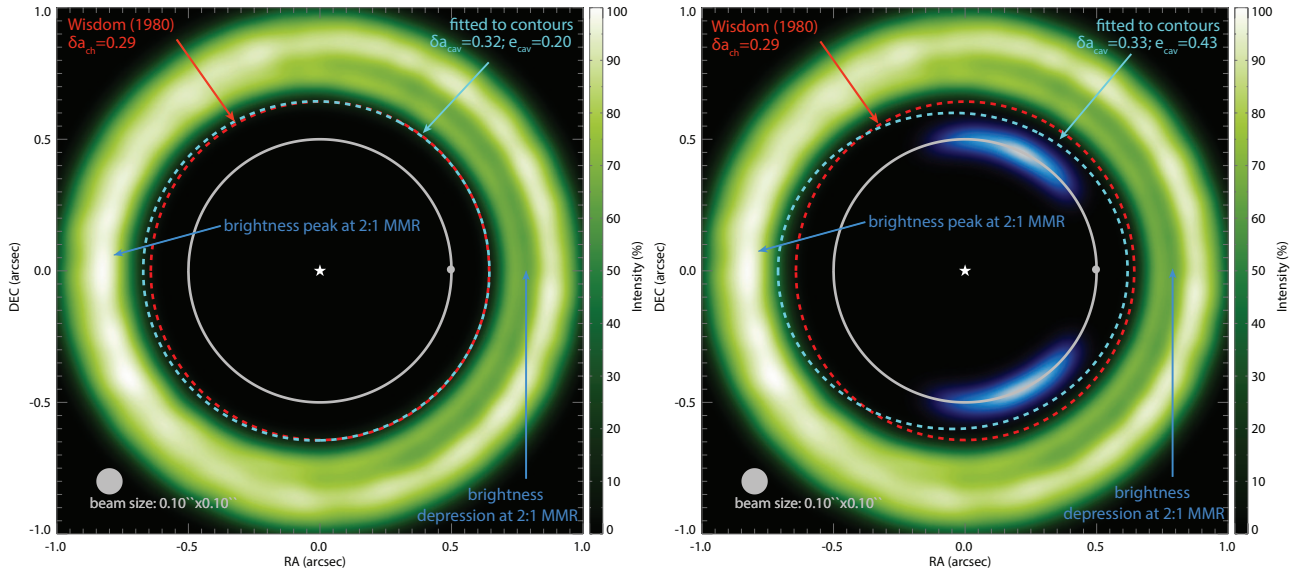 Wisdom (1980)
δa_ch=0.29
fitted to contours
δa_cav=0.32; e_cav=0.20
brightness peak at 2:1 MMR
brightness
depression at 2:1 MMR
beam size: 0.10``x0.10``
1.0
0.5
0.0
-0.5
-1.0
DEC (arcsec)
-1.0
-0.5
0.0
0.5
1.0
RA (arcsec)
100
90
80
70
60
50
40
30
20
10
0
Intensity (%)
Wisdom (1980)
δa_ch=0.29
fitted to contours
δa_cav=0.33; e_cav=0.43
brightness peak at 2:1 MMR
brightness
depression at 2:1 MMR
beam size: 0.10``x0.10``
1.0
0.5
0.0
-0.5
-1.0
DEC (arcsec)
-1.0
-0.5
0.0
0.5
1.0
RA (arcsec)
100
90
80
70
60
50
40
30
20
10
0
Intensity (%)